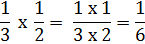 1/3 x 1/2 = (1 x 1)/(3 x 2) = 1/6